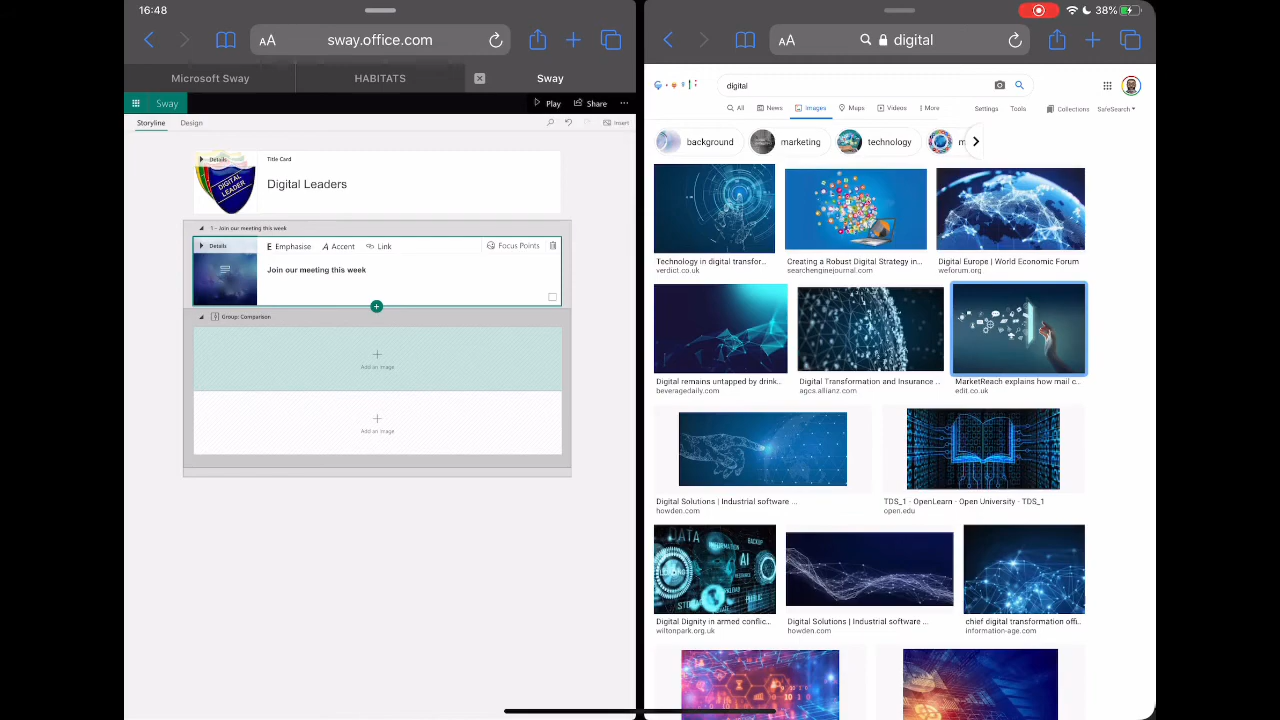 16:48
AA
sway.office.com
Microsoft Sway
HABITATS
Sway
Sway
Play
Share
Storyline
Design
Insert
Details
Title Card
DIGITAL
LEADER
Digital Leaders
1 - Join our meeting this week
Details
E Emphasise
A Accent
Link
Focus Points
Join our meeting this week
Group: Comparison
Add an image
Add an image
38%
AA
digital
digital
All
News
Images
Maps
Videos
More
Settings
Tools
Collections
SafeSearch
background
marketing
technology
m
Technology in digital transfor...
verdict.co.uk
Creating a Robust Digital Strategy in...
searchenginejournal.com
Digital Europe | World Economic Forum
weforum.org
Digital remains untapped by drink...
beveragedaily.com
Digital Transformation and Insurance ...
agcs.allianz.com
MarketReach explains how mail c...
edit.co.uk
Digital Solutions | Industrial software ...
howden.com
TDS_1 - OpenLearn - Open University - TDS_1
open.edu
DATA
INFORMATION
BACKUP
AI
PUBLIC
Digital Dignity in armed conflic...
wiltonpark.org.uk
Digital Solutions | Industrial software ...
howden.com
chief digital transformation offi...
information-age.com